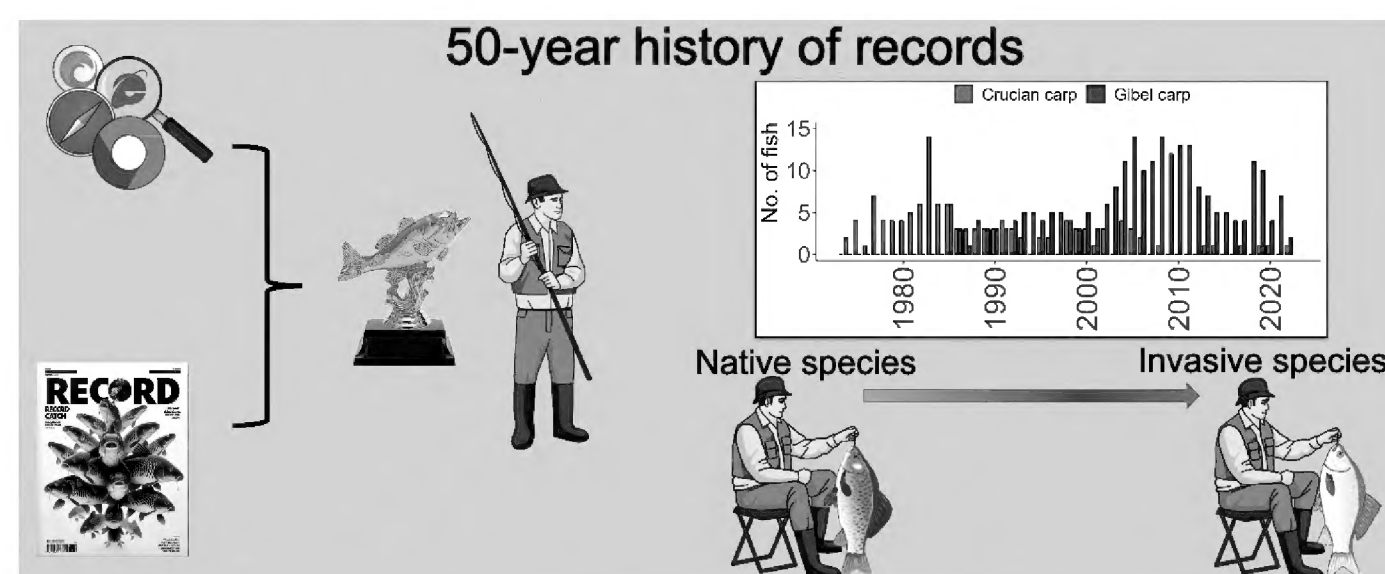 50-year history of records
Crucian carp Gibel carp
No. of fish
15
10
5
0
1980
1990
2000
2010
2020
Native species
Invasive species
RECORD
RECORD
CATCH